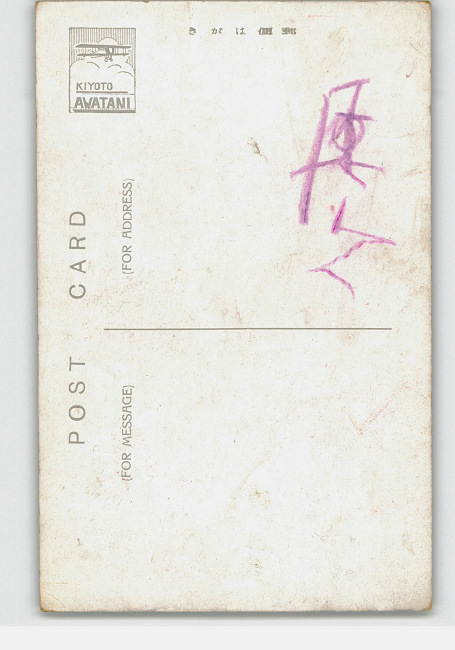 郵便はがき
KIYOTO
AWATANI
POST CARD
(FOR ADDRESS)
(FOR MESSAGE)